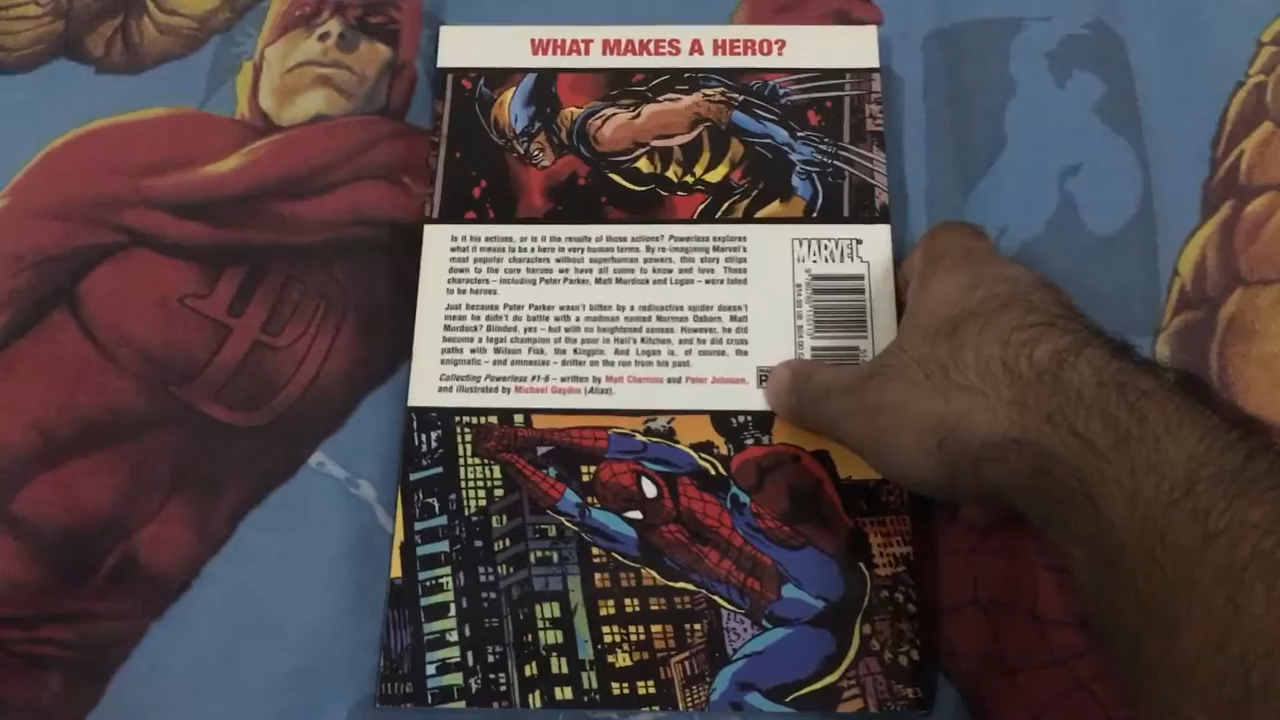 WHAT MAKES A HERO?
Is it his actions, or is it the results of those actions? Powerless explores
what it means to be a hero in very human terms. By re-imagining Marvel's
most popular characters without superhuman powers, this story strips
down to the core heroes we have all come to know and love. These
characters – including Peter Parker, Matt Murdock and Logan – were fated
to be heroes.
Just because Peter Parker wasn't bitten by a radioactive spider doesn't
mean he didn't do battle with a madman named Norman Osborn. Matt
Murdock? Blinded, yes – but with no heightened senses. However, he did
become a legal champion of the poor in Hell's Kitchen, and he did cross
paths with Wilson Fisk, the Kingpin. And Logan is, of course, the
enigmatic – and amnesiac – drifter on the run from his past.
Collecting Powerless #1-6 – written by Matt Cherniss and Peter Johnson,
and illustrated by Michael Gaydos (Alias).
MARVEL
DD